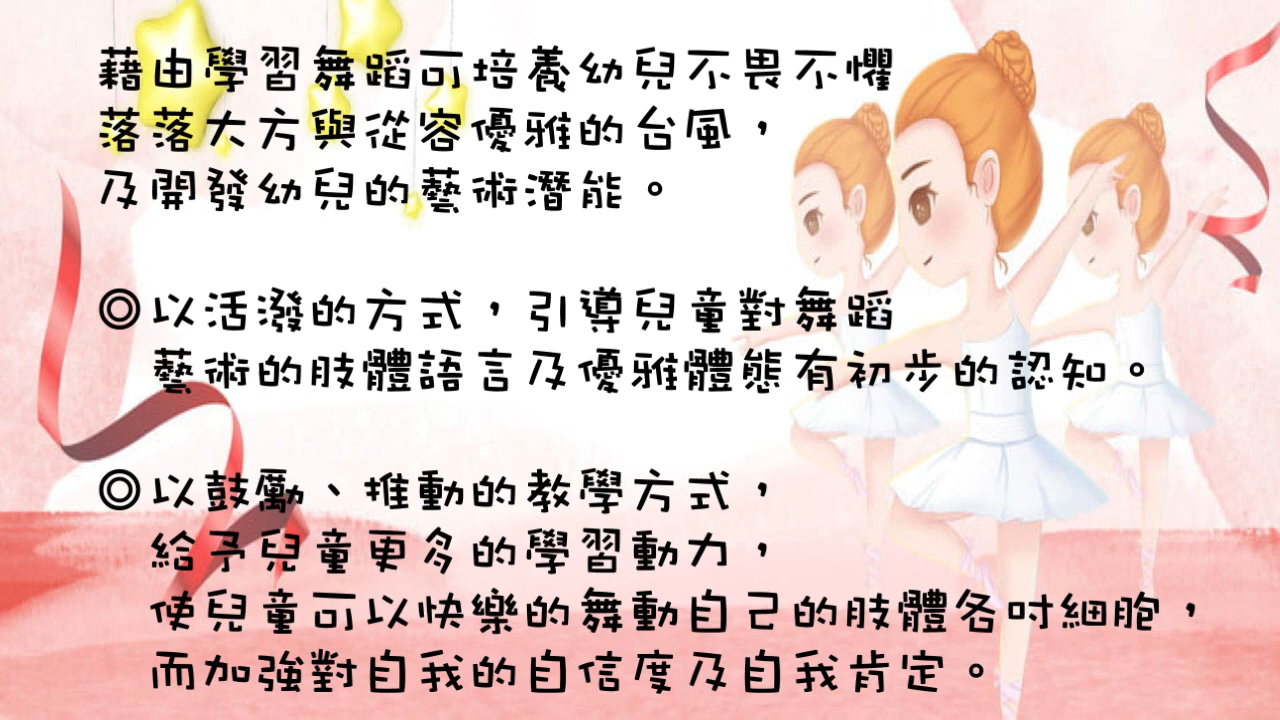 藉由學習舞蹈可培養幼兒不畏不懼
落落大方與從容優雅的台風，
及開發幼兒的藝術潛能。
◎以活潑的方式，引導兒童對舞蹈
藝術的肢體語言及優雅體態有初步的認知。
◎以鼓勵、推動的教學方式，
給予兒童更多的學習動力，
使兒童可以快樂的舞動自己的肢體各吋細胞，
而加強對自我的自信度及自我肯定。